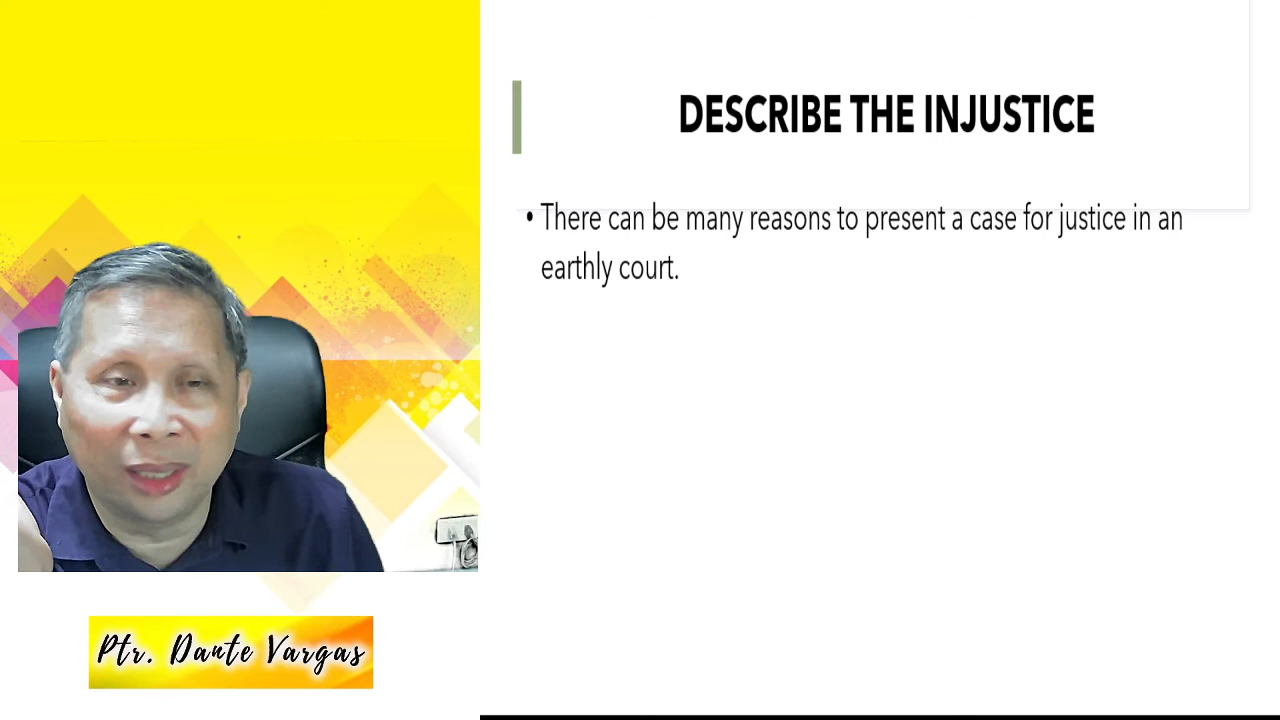 DESCRIBE THE INJUSTICE
• There can be many reasons to present a case for justice in an
earthly court.
Ptr. Dante Vargas